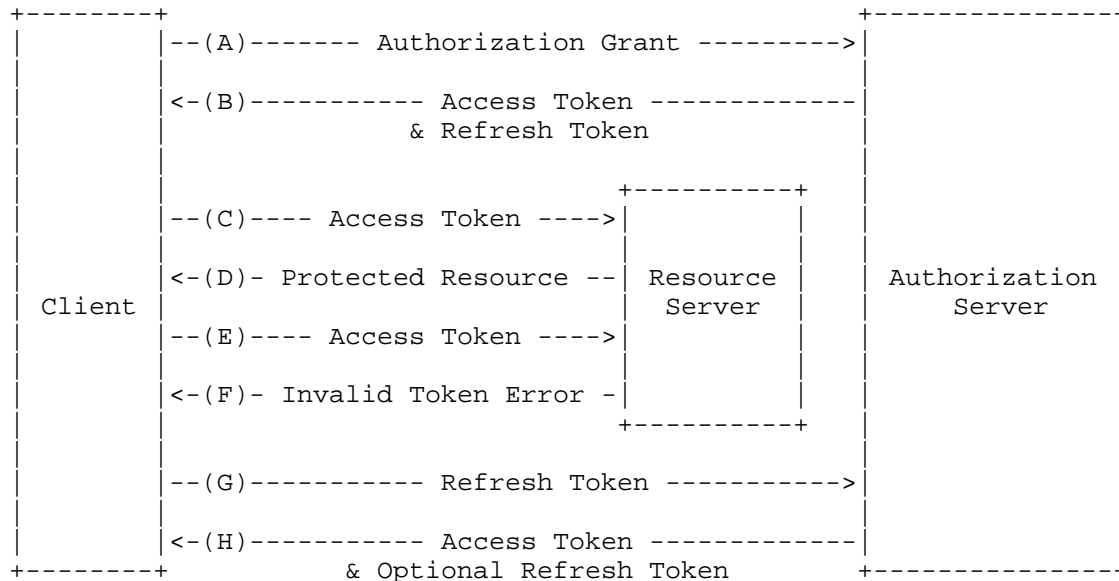 +--------+                                           +---------------+
|        |--(A)------- Authorization Grant --------->|
|        |                                           |
|        |<-(B)----------- Access Token -------------|
|        |               & Refresh Token             |
|        |                                           |
|        |                            +----------+   |
|        |--(C)---- Access Token ---->|          |   |
|        |                            |          |   |
|        |<-(D)- Protected Resource --| Resource |   | Authorization
| Client |                            |  Server  |   |     Server
|        |--(E)---- Access Token ---->|          |   |
|        |                            |          |   |
|        |<-(F)- Invalid Token Error -|          |   |
|        |                            +----------+   |
|        |                                           |
|        |--(G)----------- Refresh Token ----------->|
|        |                                           |
|        |<-(H)----------- Access Token -------------|
+--------+           & Optional Refresh Token        +---------------+